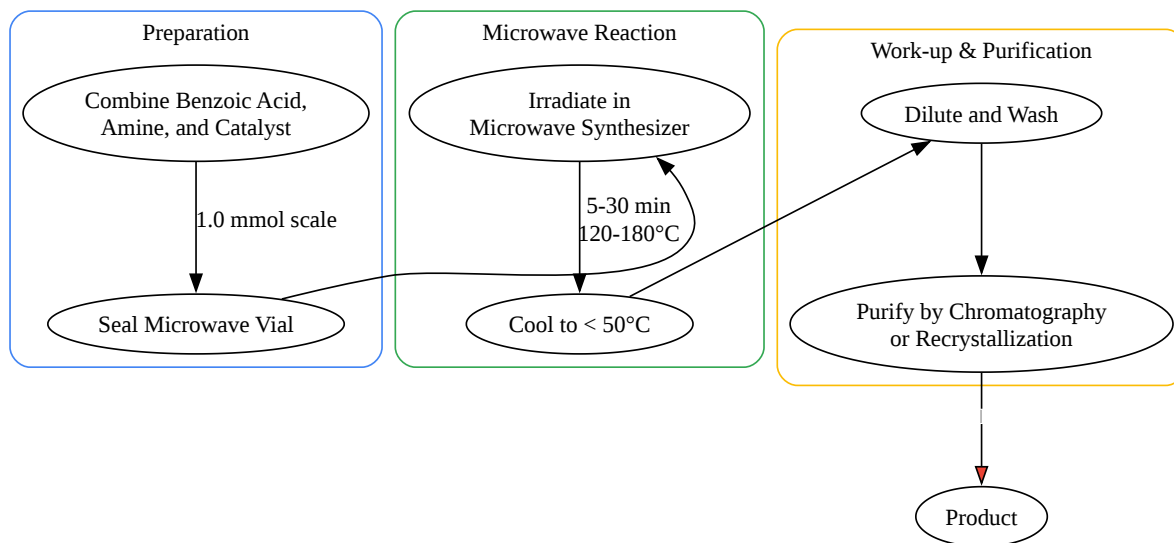 Preparation
Combine Benzoic Acid,
Amine, and Catalyst
1.0 mmol scale
Seal Microwave Vial
Microwave Reaction
Irradiate in
Microwave Synthesizer
5-30 min
120-180°C
Cool to < 50°C
Work-up & Purification
Dilute and Wash
Purify by Chromatography
or Recrystallization
Product